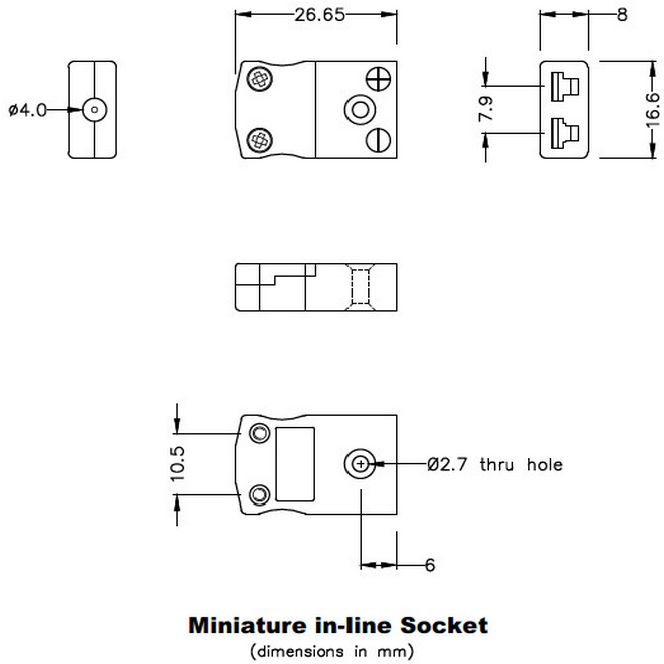 26.65
8
ø4.0
7.9
16.6
10.5
Ø2.7 thru hole
6
Miniature in-line Socket
(dimensions in mm)